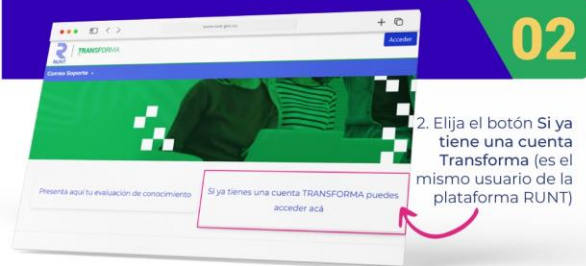 02
www.runt.gov.co
RUNT
TRANSFORMA
Acceder
Correo Soporte
Presenta aquí tu evaluación de conocimiento
Si ya tienes una cuenta TRANSFORMA puedes
acceder acá
2. Elija el botón Si ya
tiene una cuenta
Transforma (es el
mismo usuario de la
plataforma RUNT)